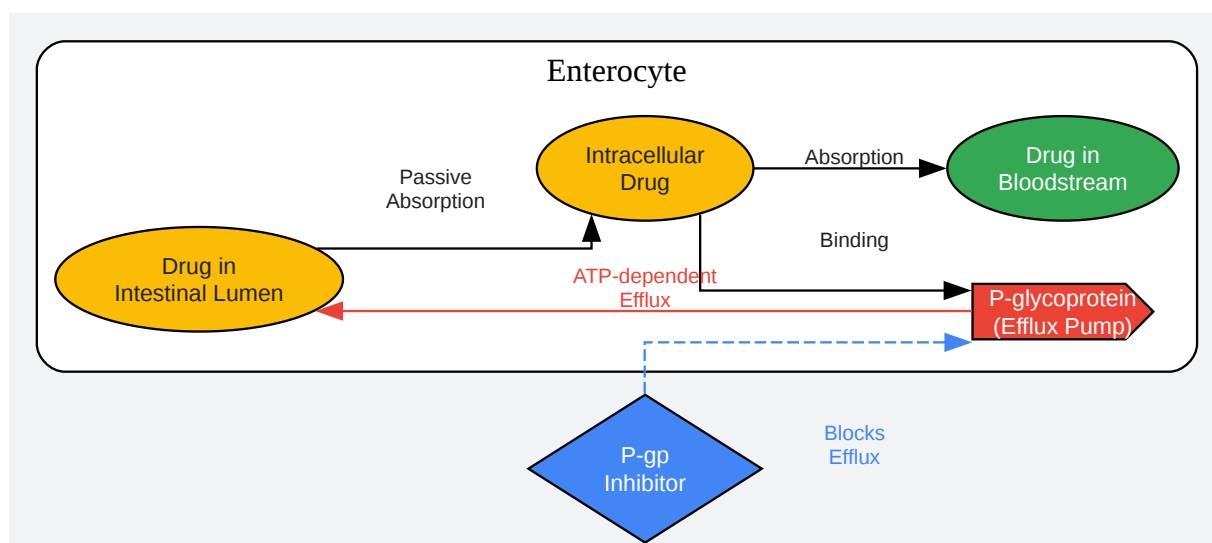 Enterocyte
Intracellular
Drug
Absorption
Drug in
Bloodstream
Passive
Absorption
Binding
Drug in
Intestinal Lumen
ATP-dependent
Efflux
P-glycoprotein
(Efflux Pump)
Blocks
Efflux
P-gp
Inhibitor